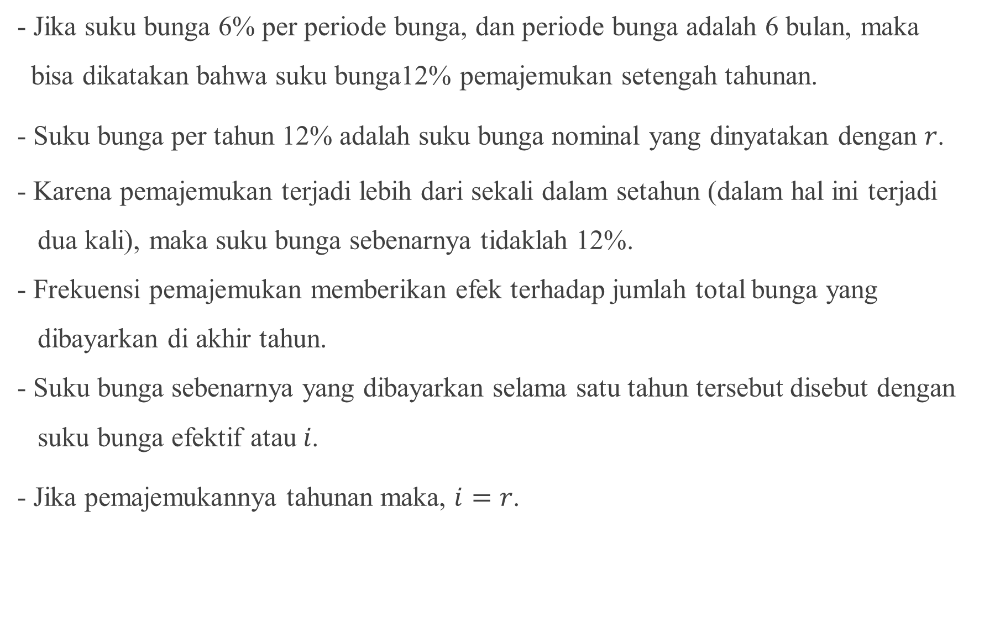 - Jika suku bunga 6% per periode bunga, dan periode bunga adalah 6 bulan, maka
bisa dikatakan bahwa suku bunga12% pemajemukan setengah tahunan.
- Suku bunga per tahun 12% adalah suku bunga nominal yang dinyatakan dengan r.
- Karena pemajemukan terjadi lebih dari sekali dalam setahun (dalam hal ini terjadi
dua kali), maka suku bunga sebenarnya tidaklah 12%.
- Frekuensi pemajemukan memberikan efek terhadap jumlah total bunga yang
dibayarkan di akhir tahun.
- Suku bunga sebenarnya yang dibayarkan selama satu tahun tersebut disebut dengan
suku bunga efektif atau i.
- Jika pemajemukannya tahunan maka, i = r.